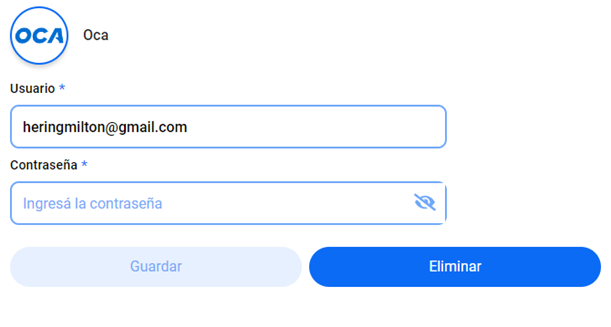 OCA Oca
Usuario *
heringmilton@gmail.com
Contraseña *
Ingresá la contraseña
Guardar Eliminar